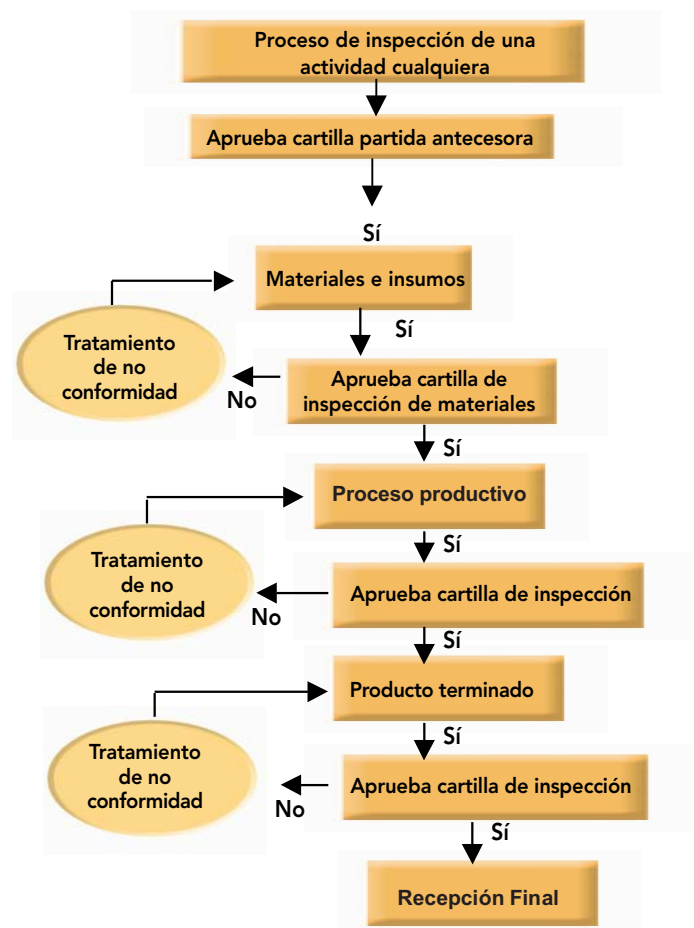 Proceso de inspección de una
actividad cualquiera
Aprueba cartilla partida antecesora
Sí
Materiales e insumos
Sí
Tratamiento
de no
conformidad
No
Aprueba cartilla de
inspección de materiales
Sí
Proceso productivo
Sí
Tratamiento
de no
conformidad
No
Aprueba cartilla de inspección
Sí
Producto terminado
Sí
Tratamiento
de no
conformidad
No
Aprueba cartilla de inspección
Sí
Recepción Final